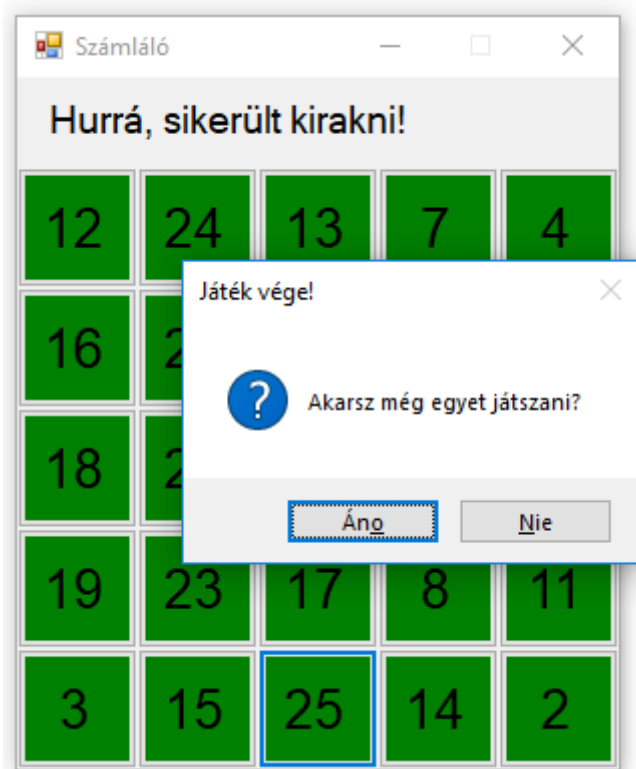 Számláló
Hurrá, sikerült kirakni!
12 24 13 7 4
Játék vége!
16
Akarsz még egyet játszani?
18
Áno Nie
19 23 17 8 11
3 15 25 14 2